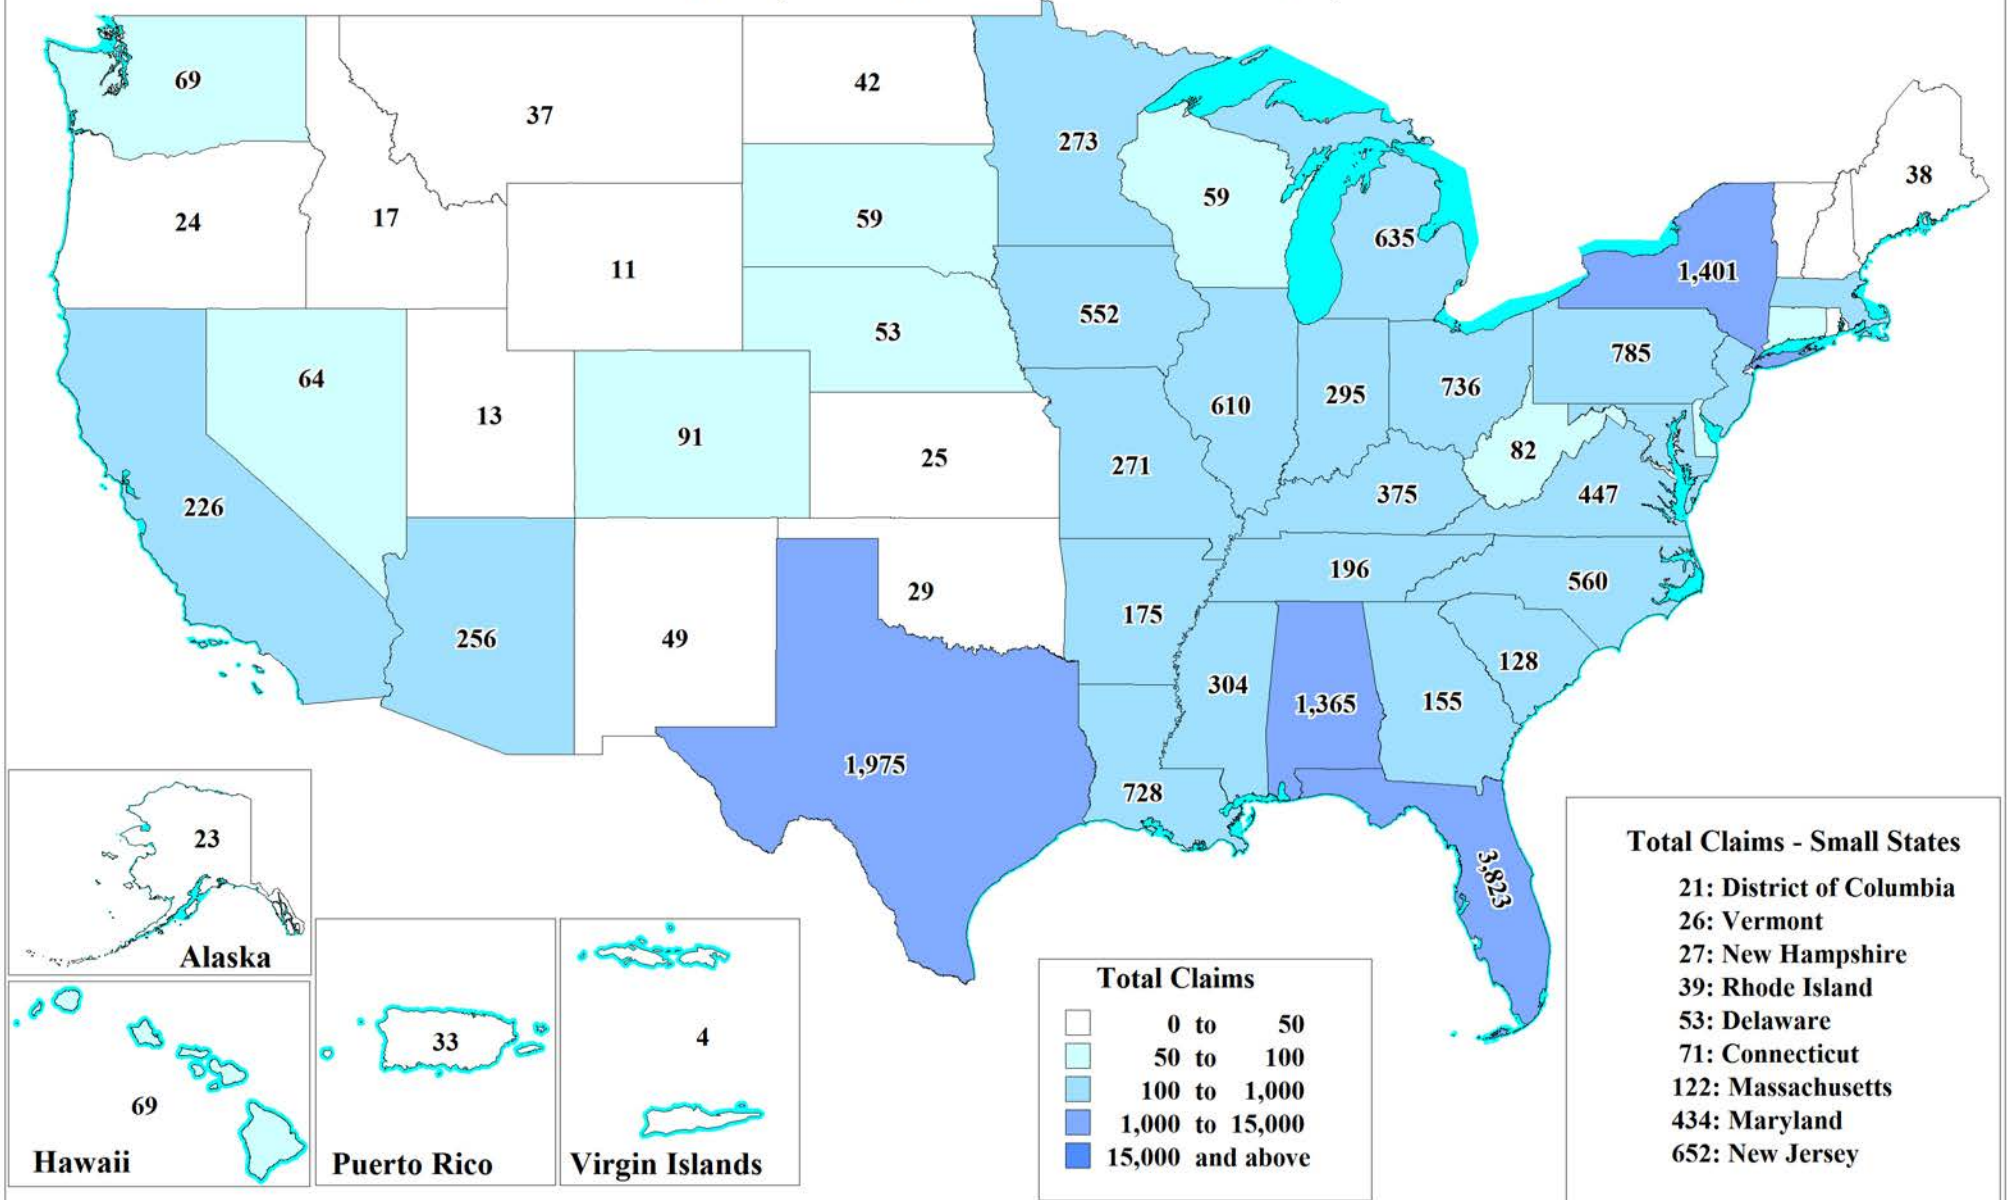 69
37
42
273
59
635
38
24
17
11
59
1,401
552
53
785
64
13
91
25
610
295
736
82
226
271
375
447
256
49
29
175
196
560
304
1,365
155
128
1,975
728
3,823
23
Alaska
69
Hawaii
33
Puerto Rico
4
Virgin Islands
Total Claims
0 to 50
50 to 100
100 to 1,000
1,000 to 15,000
15,000 and above
Total Claims - Small States
21: District of Columbia
26: Vermont
27: New Hampshire
39: Rhode Island
53: Delaware
71: Connecticut
122: Massachusetts
434: Maryland
652: New Jersey